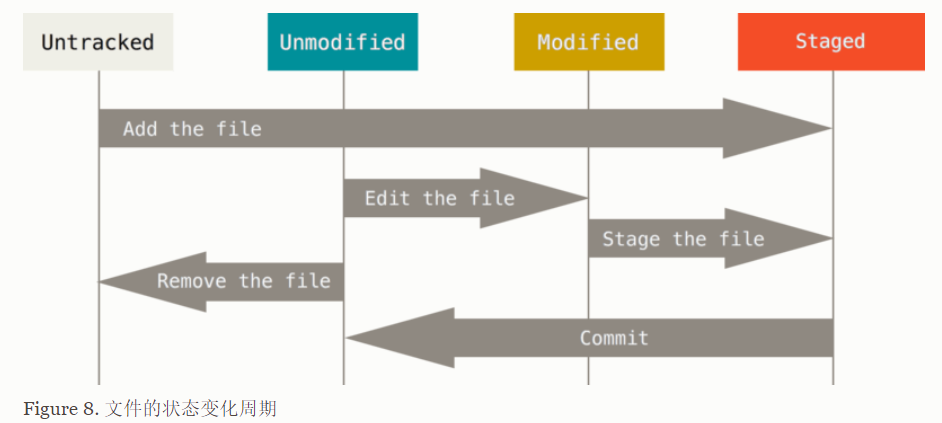 Untracked
Unmodified
Modified
Staged
Add the file
Edit the file
Stage the file
Remove the file
Commit
Figure 8. 文件的状态变化周期